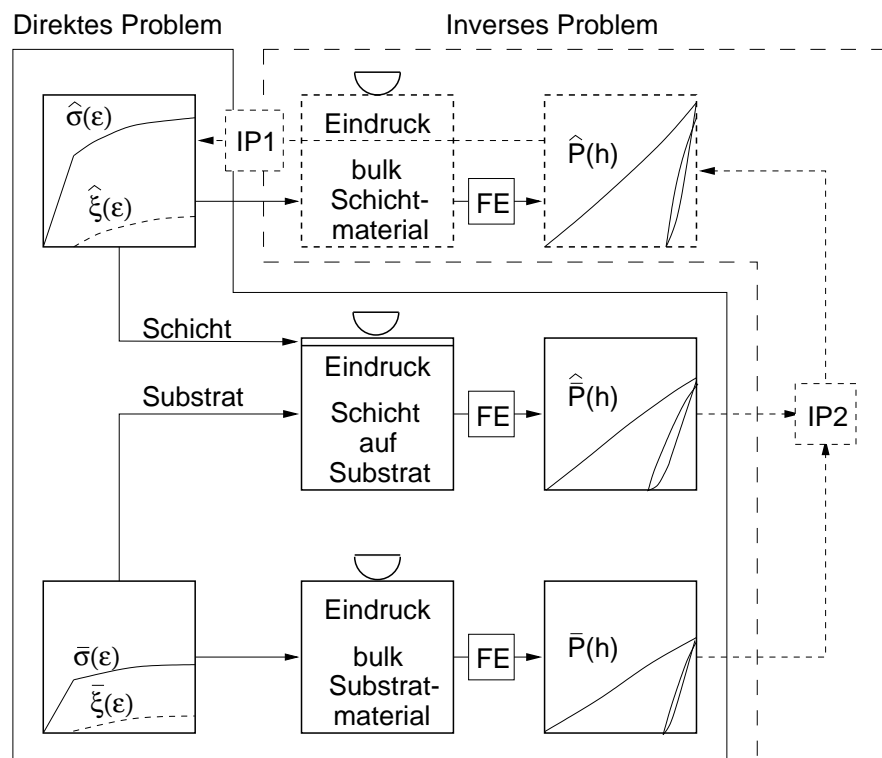 Direktes Problem
Inverses Problem
σ̂(ε)
ξ̂(ε)
IP1
Eindruck
bulk
Schicht-
material
FE
P̂(h)
Schicht
Substrat
Eindruck
Schicht
auf
Substrat
FE
P̄̂(h)
IP2
σ̄(ε)
ξ̄(ε)
Eindruck
bulk
Substrat-
material
FE
P̄(h)